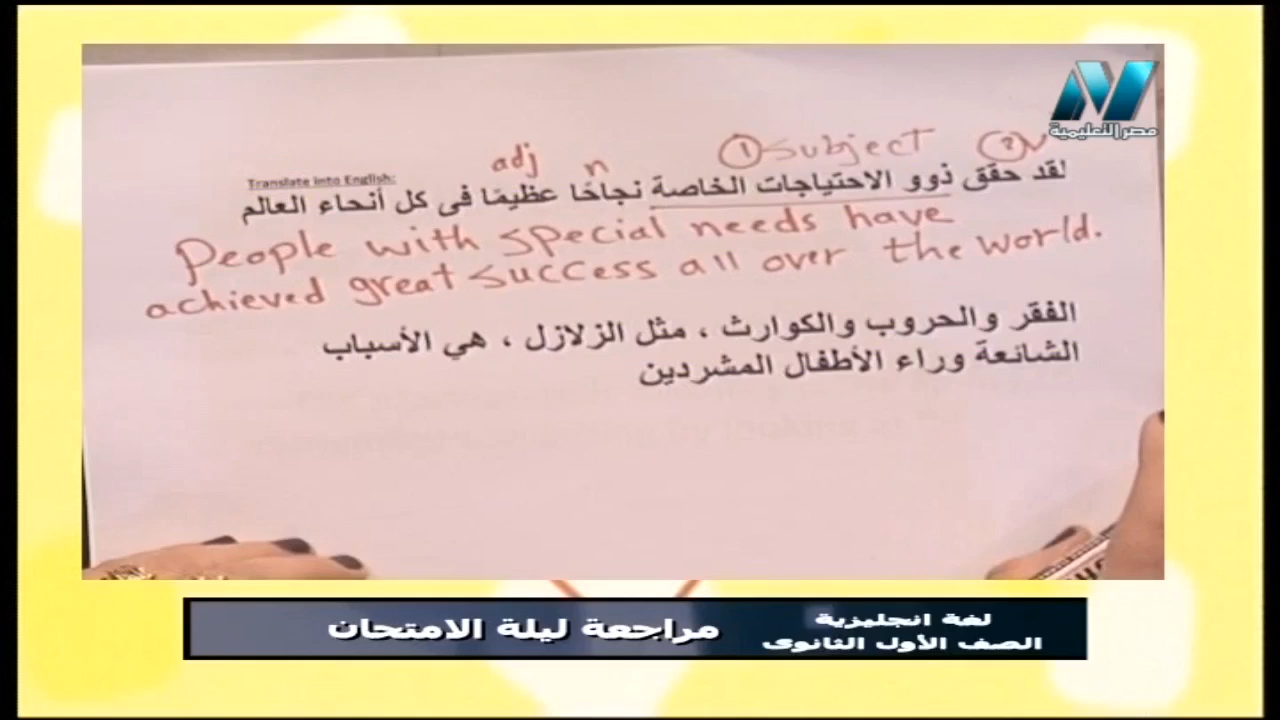 مصر التعليمية
adj n ① Subject ② v
Translate into English:
لقد حقق ذوو الاحتياجات الخاصة نجاحًا عظيمًا فى كل أنحاء العالم
People with special needs have
achieved great success all over the world.
الفقر والحروب والكوارث ، مثل الزلازل ، هي الأسباب
الشائعة وراء الأطفال المشردين
لغة انجليزية
الصف الأول الثانوى
مراجعة ليلة الامتحان